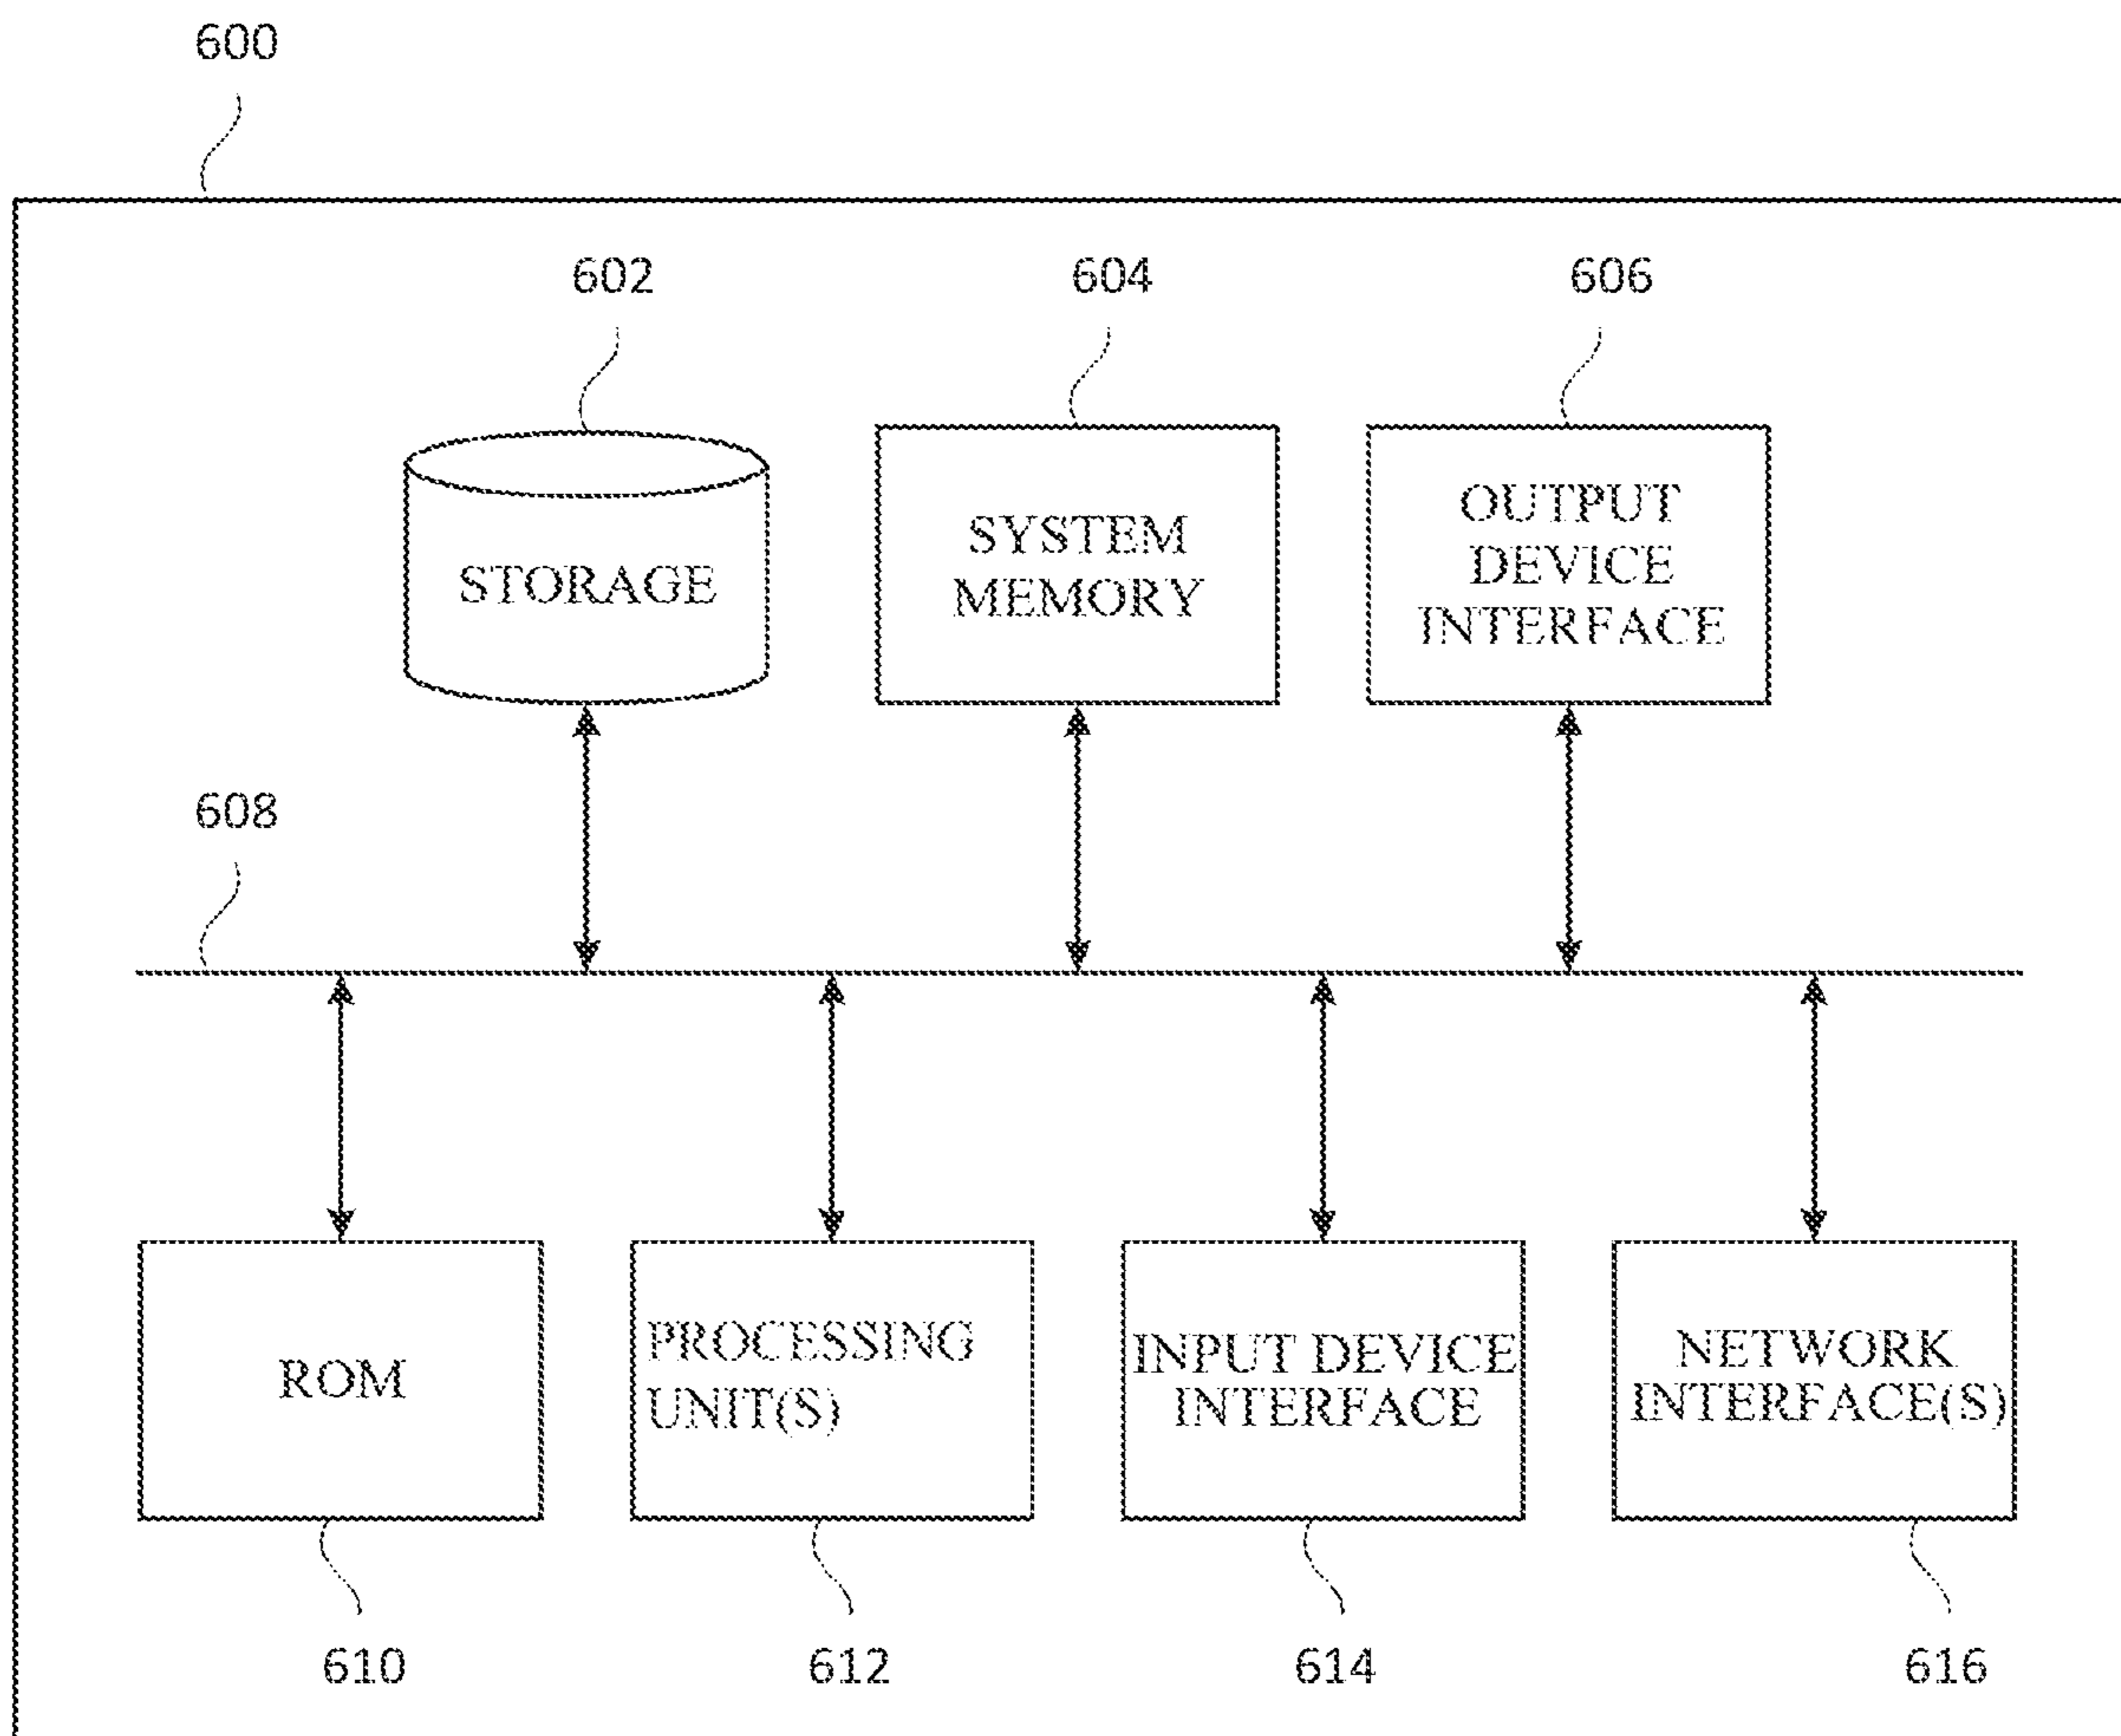 600
602
604
606
STORAGE
SYSTEM
MEMORY
OUTPUT
DEVICE
INTERFACE
608
ROM
PROCESSING
UNIT(S)
INPUT DEVICE
INTERFACE
NETWORK
INTERFACE(S)
610
612
614
616